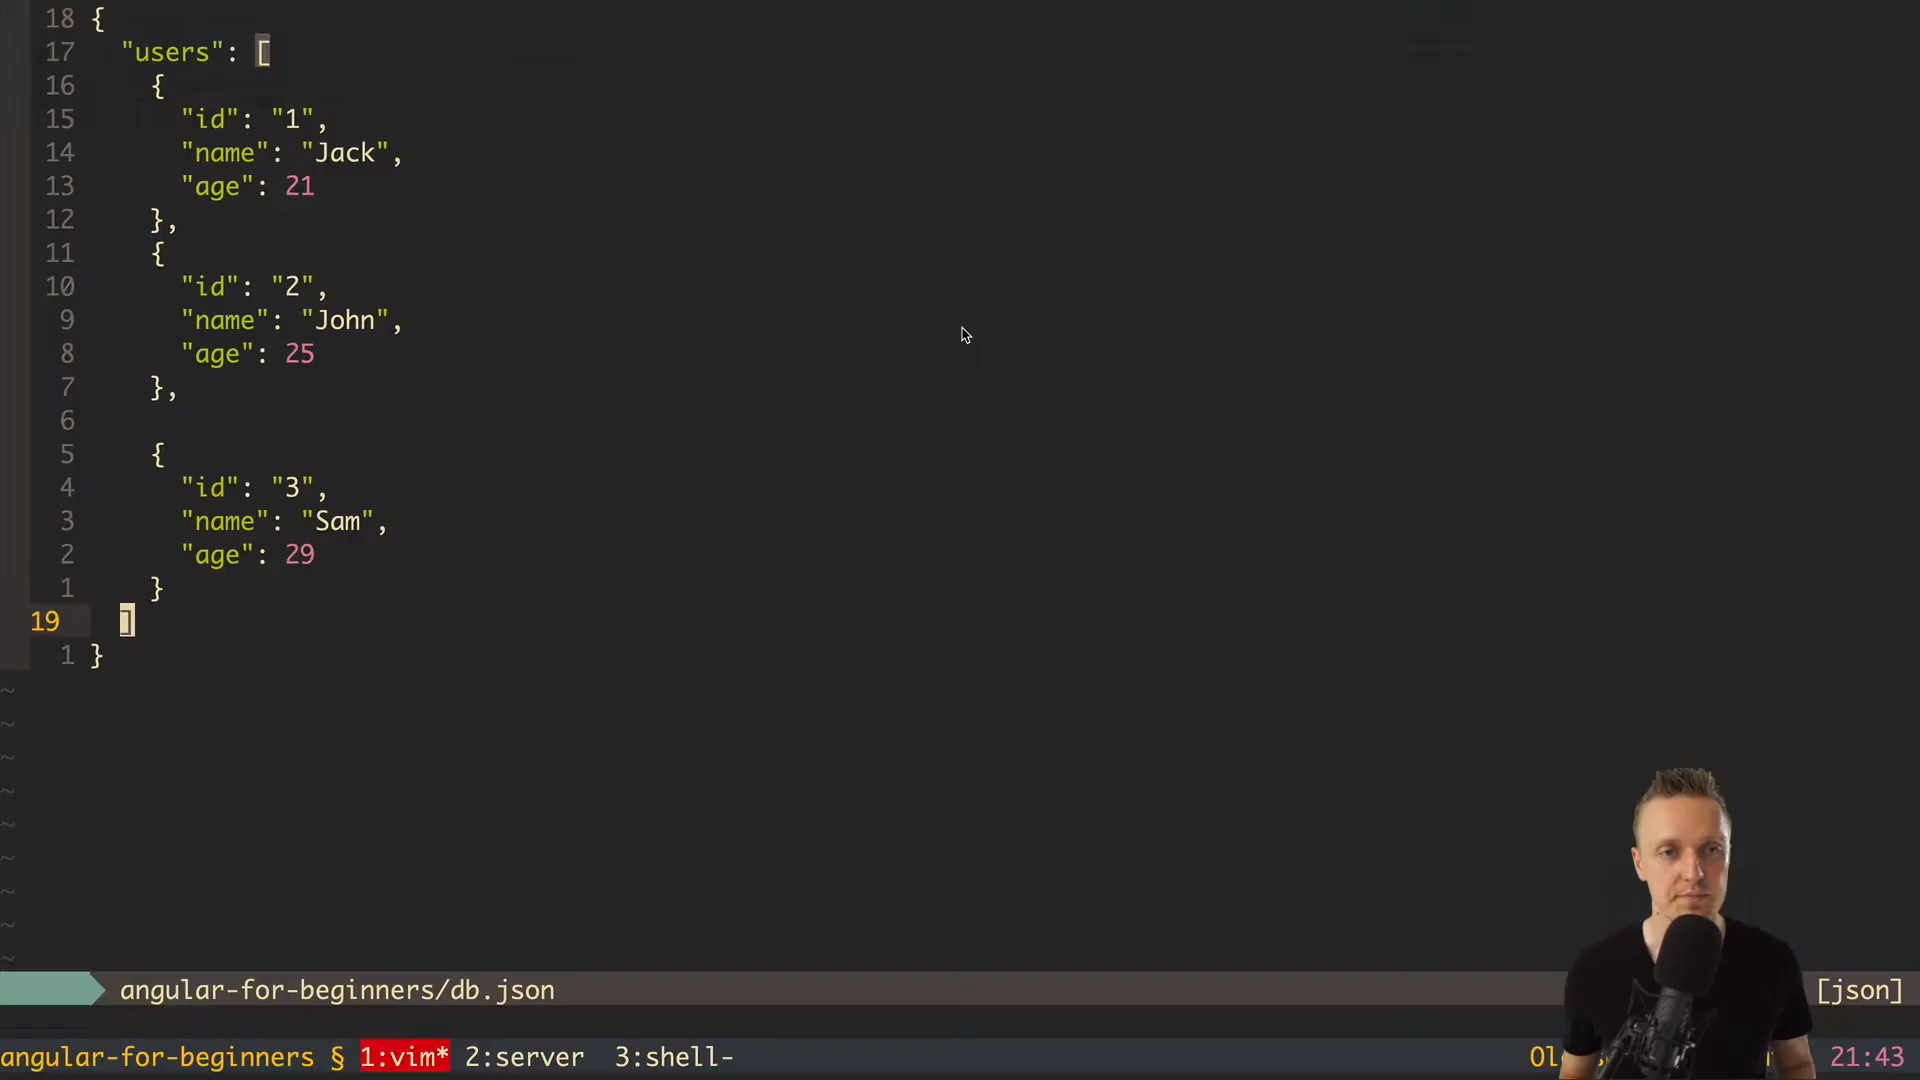 18 {
17 "users": [
16 {
15 "id": "1",
14 "name": "Jack",
13 "age": 21
12 },
11 {
10 "id": "2",
9 "name": "John",
8 "age": 25
7 },
6
5 {
4 "id": "3",
3 "name": "Sam",
2 "age": 29
1 }
19 ]
1 }
~
~
~
~
~
~
~
~
~
angular-for-beginners/db.json [json]
angular-for-beginners § 1:vim* 2:server 3:shell- 21:43